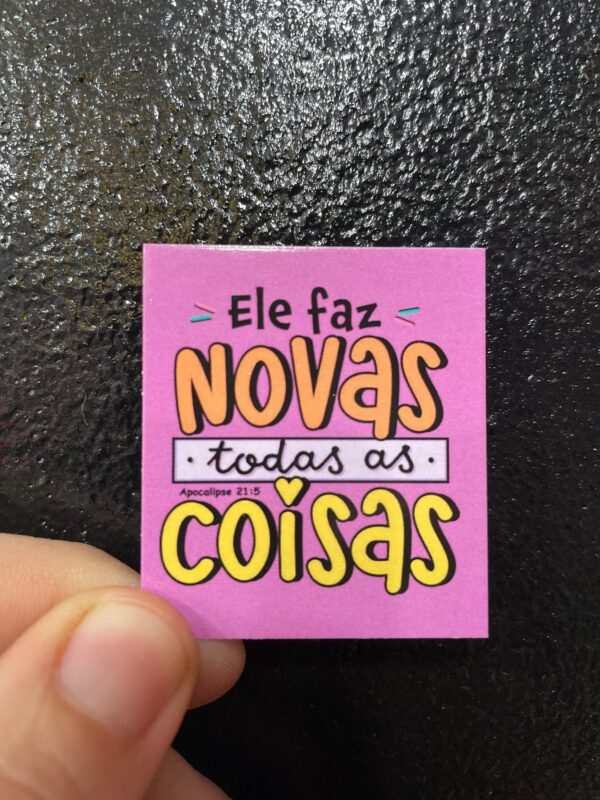 Ele faz
NOVAS
• todas as •
Apocalipse 21:5
COISAS